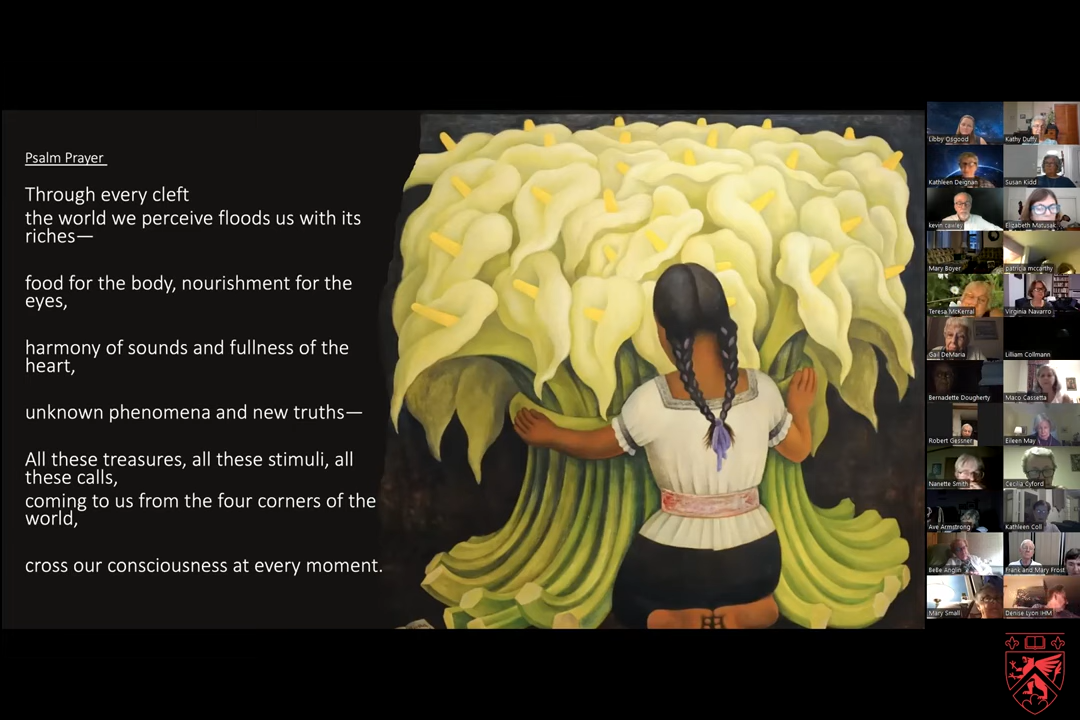 Psalm Prayer
Through every cleft
the world we perceive floods us with its
riches—
food for the body, nourishment for the
eyes,
harmony of sounds and fullness of the
heart,
unknown phenomena and new truths—
All these treasures, all these stimuli, all
these calls,
coming to us from the four corners of the
world,
cross our consciousness at every moment.
Libby Osgood
Kathy Duffy
Kathleen Deignan
Susan Kidd
kevin cawley
Elizabeth Matusak
Mary Boyer
patricia mccarthy
Teresa McKerral
Virginia Navarro
Gail DeMaria
Lilliam Collmann
Bernadette Dougherty
Maco Cassetta
Robert Gessner
Eileen May
Nanette Smith
Cecilia Cyford
Ave Armstrong
Kathleen Coll
Belle Anglin
Frank and Mary Frost
Mary Small
Denise Lyon IHM